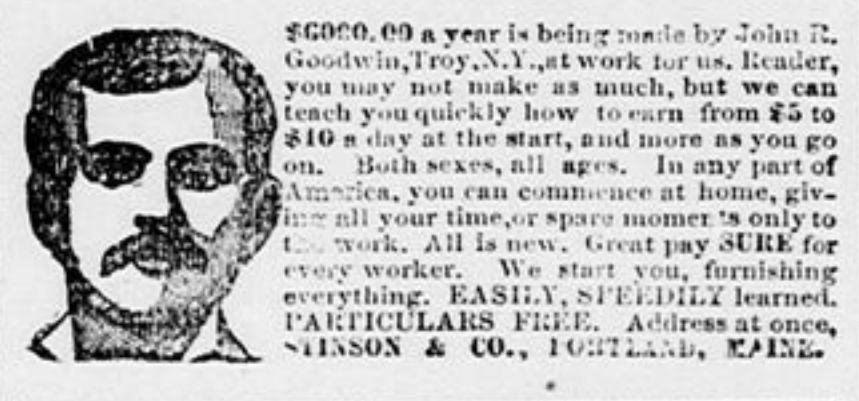 $6000.00 a year is being made by John R.
Goodwin,Troy,N.Y.,at work for us. Reader,
you may not make as much, but we can
teach you quickly how to earn from $5 to
$10 a day at the start, and more as you go
on. Both sexes, all ages. In any part of
America, you can commence at home, giv-
ing all your time,or spare moments only to
the work. All is new. Great pay SURE for
every worker. We start you, furnishing
everything. EASILY, SPEEDILY learned.
PARTICULARS FREE. Address at once,
STINSON & CO., PORTLAND, MAINE.